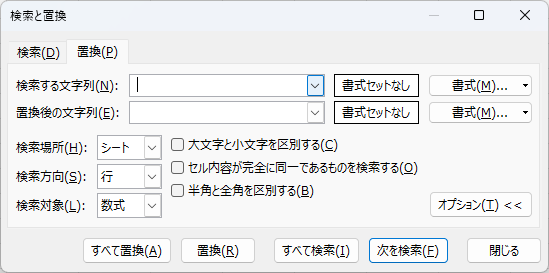 検索と置換
検索(D) 置換(P)
検索する文字列(N): 書式セットなし 書式(M)...
置換後の文字列(E): 書式セットなし 書式(M)...
検索場所(H): シート 大文字と小文字を区別する(C)
検索方向(S): 行 セル内容が完全に同一であるものを検索する(O)
検索対象(L): 数式 半角と全角を区別する(B)
オプション(T) <<
すべて置換(A) 置換(R) すべて検索(I) 次を検索(F) 閉じる